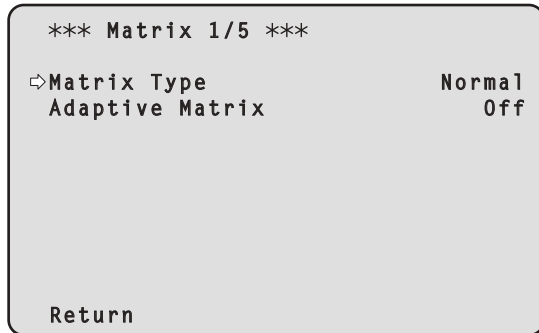 *** Matrix 1/5 ***
⇨Matrix Type Normal
Adaptive Matrix Off
Return